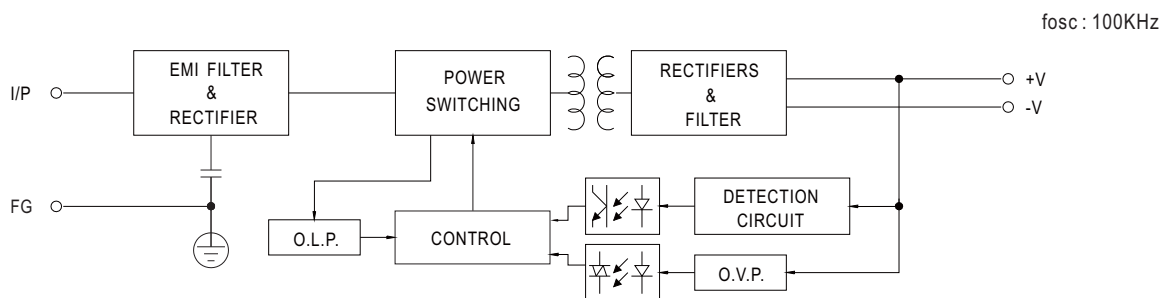 fosc : 100KHz
EMI FILTER
&
RECTIFIER
POWER
SWITCHING
RECTIFIERS
&
FILTER
I/P
+V
-V
FG
O.L.P.
CONTROL
DETECTION
CIRCUIT
O.V.P.